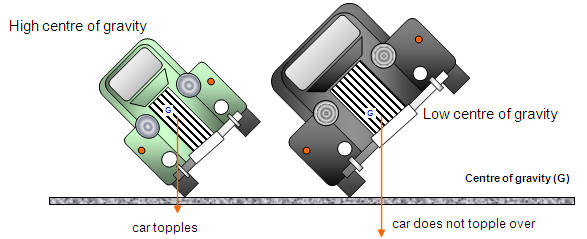 High centre of gravity
G
G
Low centre of gravity
Centre of gravity (G)
car topples
car does not topple over